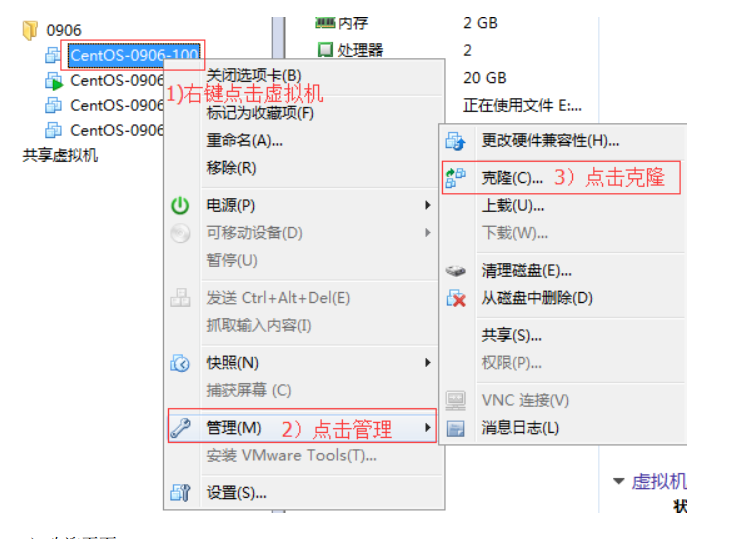 0906
CentOS-0906-100
CentOS-0906
CentOS-0906
CentOS-0906
共享虚拟机
内存 2 GB
处理器 2
20 GB
正在使用文件 E:...
1)右键点击虚拟机
关闭选项卡(B)
标记为收藏项(F)
重命名(A)...
移除(R)
电源(P)
可移动设备(D)
暂停(U)
发送 Ctrl+Alt+Del(E)
抓取输入内容(I)
快照(N)
捕获屏幕 (C)
管理(M) 2）点击管理
安装 VMware Tools(T)...
设置(S)...
更改硬件兼容性(H)...
克隆(C)... 3）点击克隆
上载(U)...
下载(W)...
清理磁盘(E)...
从磁盘中删除(D)
共享(S)...
权限(P)...
VNC 连接(V)
消息日志(L)
虚拟机